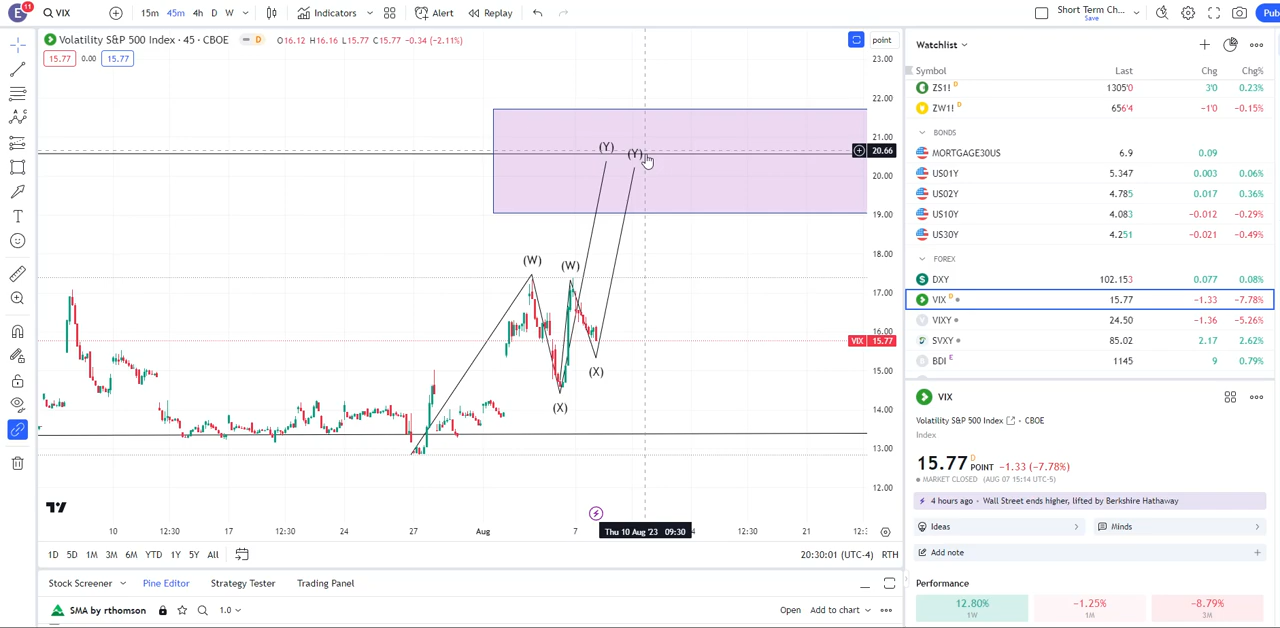 E 11 VIX 15m 45m 4h D W Indicators Alert Replay Short Term Ch... Save Pub
Volatility S&P 500 Index · 45 · CBOE D O16.12 H16.16 L15.77 C15.77 −0.34 (−2.11%) point
15.77 0.00 15.77
23.00
22.00
21.00
20.66
20.00
19.00
18.00
17.00
16.00
VIX 15.77
15.00
14.00
13.00
12.00
(Y) (Y)
(W) (W)
(X)
(X)
10 12:30 17 12:30 24 12:30 27 Aug 7 Thu 10 Aug '23 09:30 4 12:30 21 12:3
1D 5D 1M 3M 6M YTD 1Y 5Y All 20:30:01 (UTC-4) RTH
Stock Screener Pine Editor Strategy Tester Trading Panel
SMA by rthomson 1.0 Open Add to chart
Watchlist
Symbol Last Chg Chg%
ZS1! D 1305'0 3'0 0.23%
ZW1! D 656'4 −1'0 −0.15%
BONDS
MORTGAGE30US 6.9 0.09
US01Y 5.347 0.003 0.06%
US02Y 4.785 0.017 0.36%
US10Y 4.083 −0.012 −0.29%
US30Y 4.251 −0.021 −0.49%
FOREX
DXY 102.153 0.077 0.08%
VIX D 15.77 −1.33 −7.78%
VIXY 24.50 −1.36 −5.26%
SVXY 85.02 2.17 2.62%
BDI E 1145 9 0.79%
VIX
Volatility S&P 500 Index · CBOE
Index
15.77 D POINT −1.33 (−7.78%)
MARKET CLOSED (AUG 07 15:14 UTC-5)
4 hours ago · Wall Street ends higher, lifted by Berkshire Hathaway
Ideas Minds
Add note
Performance
12.80% −1.25% −8.79%
1W 1M 3M